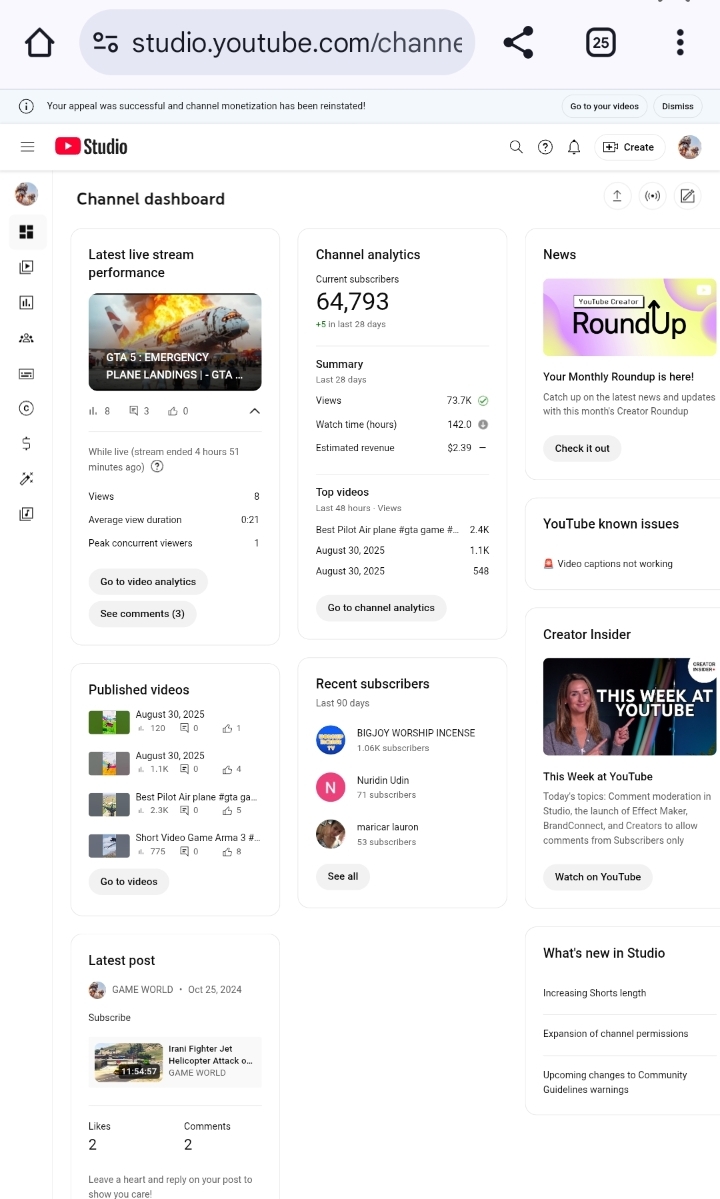 studio.youtube.com/channe
25
Your appeal was successful and channel monetization has been reinstated!
Go to your videos
Dismiss
Studio
Create
Channel dashboard
Latest live stream
performance
GTA 5 : EMERGENCY
PLANE LANDINGS | - GTA ...
8
3
0
While live (stream ended 4 hours 51
minutes ago)
Views 8
Average view duration 0:21
Peak concurrent viewers 1
Go to video analytics
See comments (3)
Published videos
August 30, 2025
120 0 1
August 30, 2025
1.1K 0 4
Best Pilot Air plane #gta ga...
2.3K 0 5
Short Video Game Arma 3 #...
775 0 8
Go to videos
Latest post
GAME WORLD • Oct 25, 2024
Subscribe
Irani Fighter Jet
Helicopter Attack o...
GAME WORLD
11:54:57
Likes Comments
2 2
Leave a heart and reply on your post to
show you care!
Channel analytics
Current subscribers
64,793
+5 in last 28 days
Summary
Last 28 days
Views 73.7K
Watch time (hours) 142.0
Estimated revenue $2.39 —
Top videos
Last 48 hours · Views
Best Pilot Air plane #gta game #... 2.4K
August 30, 2025 1.1K
August 30, 2025 548
Go to channel analytics
Recent subscribers
Last 90 days
BIGJOY WORSHIP INCENSE
1.06K subscribers
N
Nuridin Udin
71 subscribers
maricar lauron
53 subscribers
See all
News
YouTube Creator
RoundUp
Your Monthly Roundup is here!
Catch up on the latest news and updates
with this month's Creator Roundup
Check it out
YouTube known issues
🚨 Video captions not working
Creator Insider
CREATOR
INSIDER+
THIS WEEK AT
YOUTUBE
This Week at YouTube
Today's topics: Comment moderation in
Studio, the launch of Effect Maker,
BrandConnect, and Creators to allow
comments from Subscribers only
Watch on YouTube
What's new in Studio
Increasing Shorts length
Expansion of channel permissions
Upcoming changes to Community
Guidelines warnings